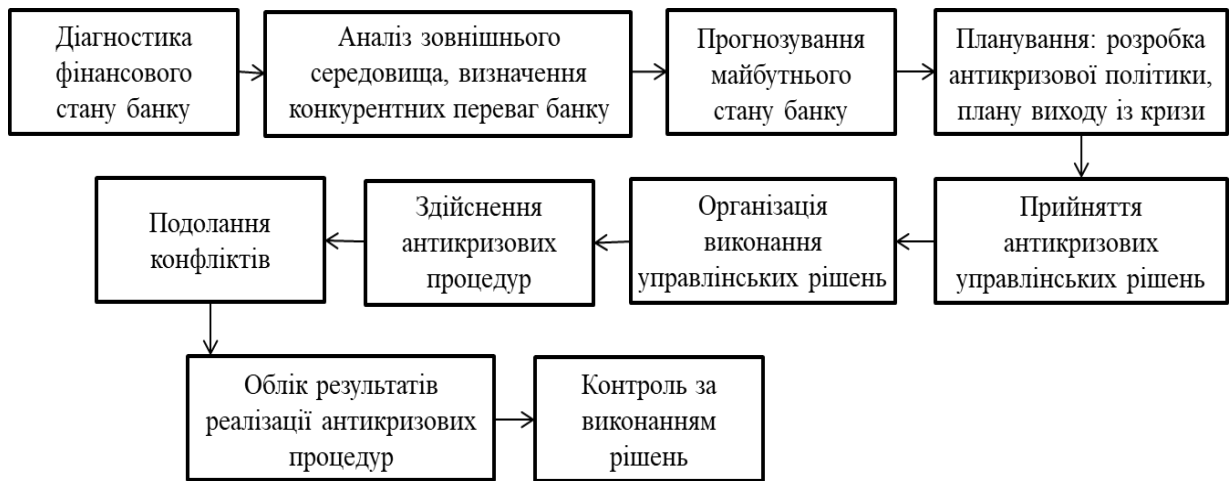 Діагностика
фінансового
стану банку
Аналіз зовнішнього
середовища, визначення
конкурентних переваг банку
Прогнозування
майбутнього
стану банку
Планування: розробка
антикризової політики,
плану виходу із кризи
Прийняття
антикризових
управлінських рішень
Організація
виконання
управлінських рішень
Здійснення
антикризових
процедур
Подолання
конфліктів
Облік результатів
реалізації антикризових
процедур
Контроль за
виконанням
рішень